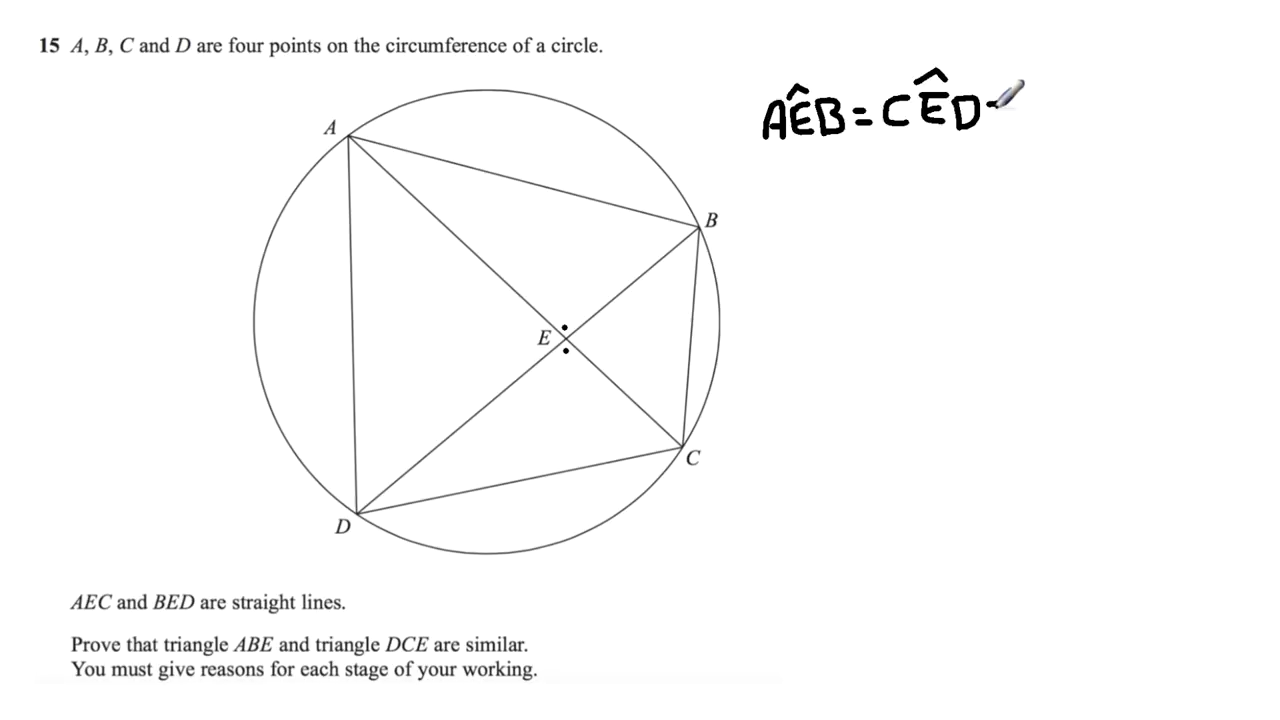 15 A, B, C and D are four points on the circumference of a circle.
AÊB = CÊD -
A
B
E
C
D
AEC and BED are straight lines.
Prove that triangle ABE and triangle DCE are similar.
You must give reasons for each stage of your working.